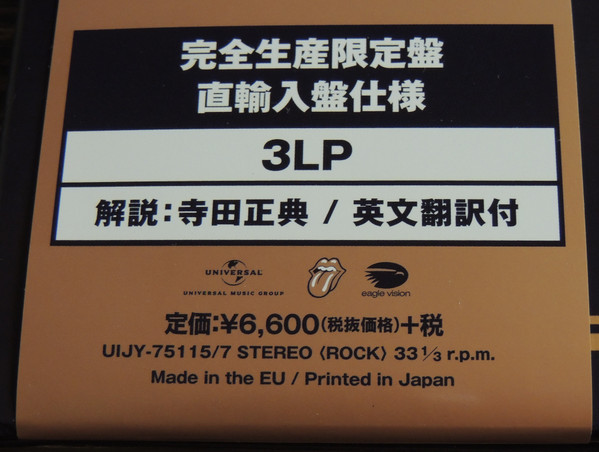 完全生産限定盤
直輸入盤仕様
3LP
解説:寺田正典 / 英文翻訳付
UNIVERSAL
UNIVERSAL MUSIC GROUP
eagle vision
定価:¥6,600(税抜価格)+税
UIJY-75115/7 STEREO 〈ROCK〉 33 1/3 r.p.m.
Made in the EU / Printed in Japan